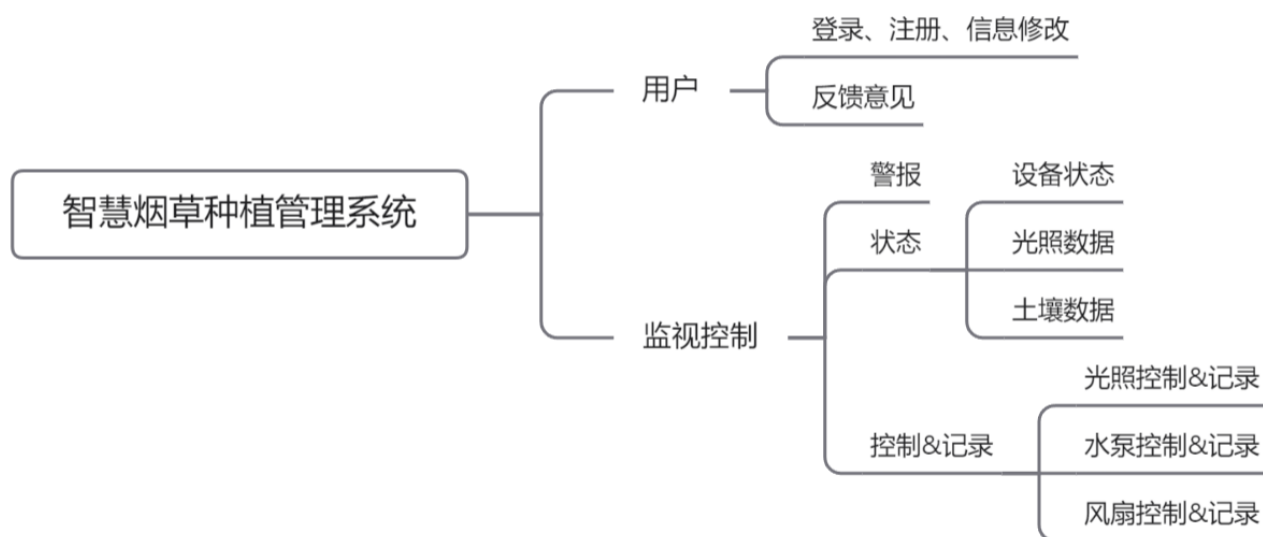 智慧烟草种植管理系统
用户
登录、注册、信息修改
反馈意见
监视控制
警报
状态
设备状态
光照数据
土壤数据
控制&记录
光照控制&记录
水泵控制&记录
风扇控制&记录